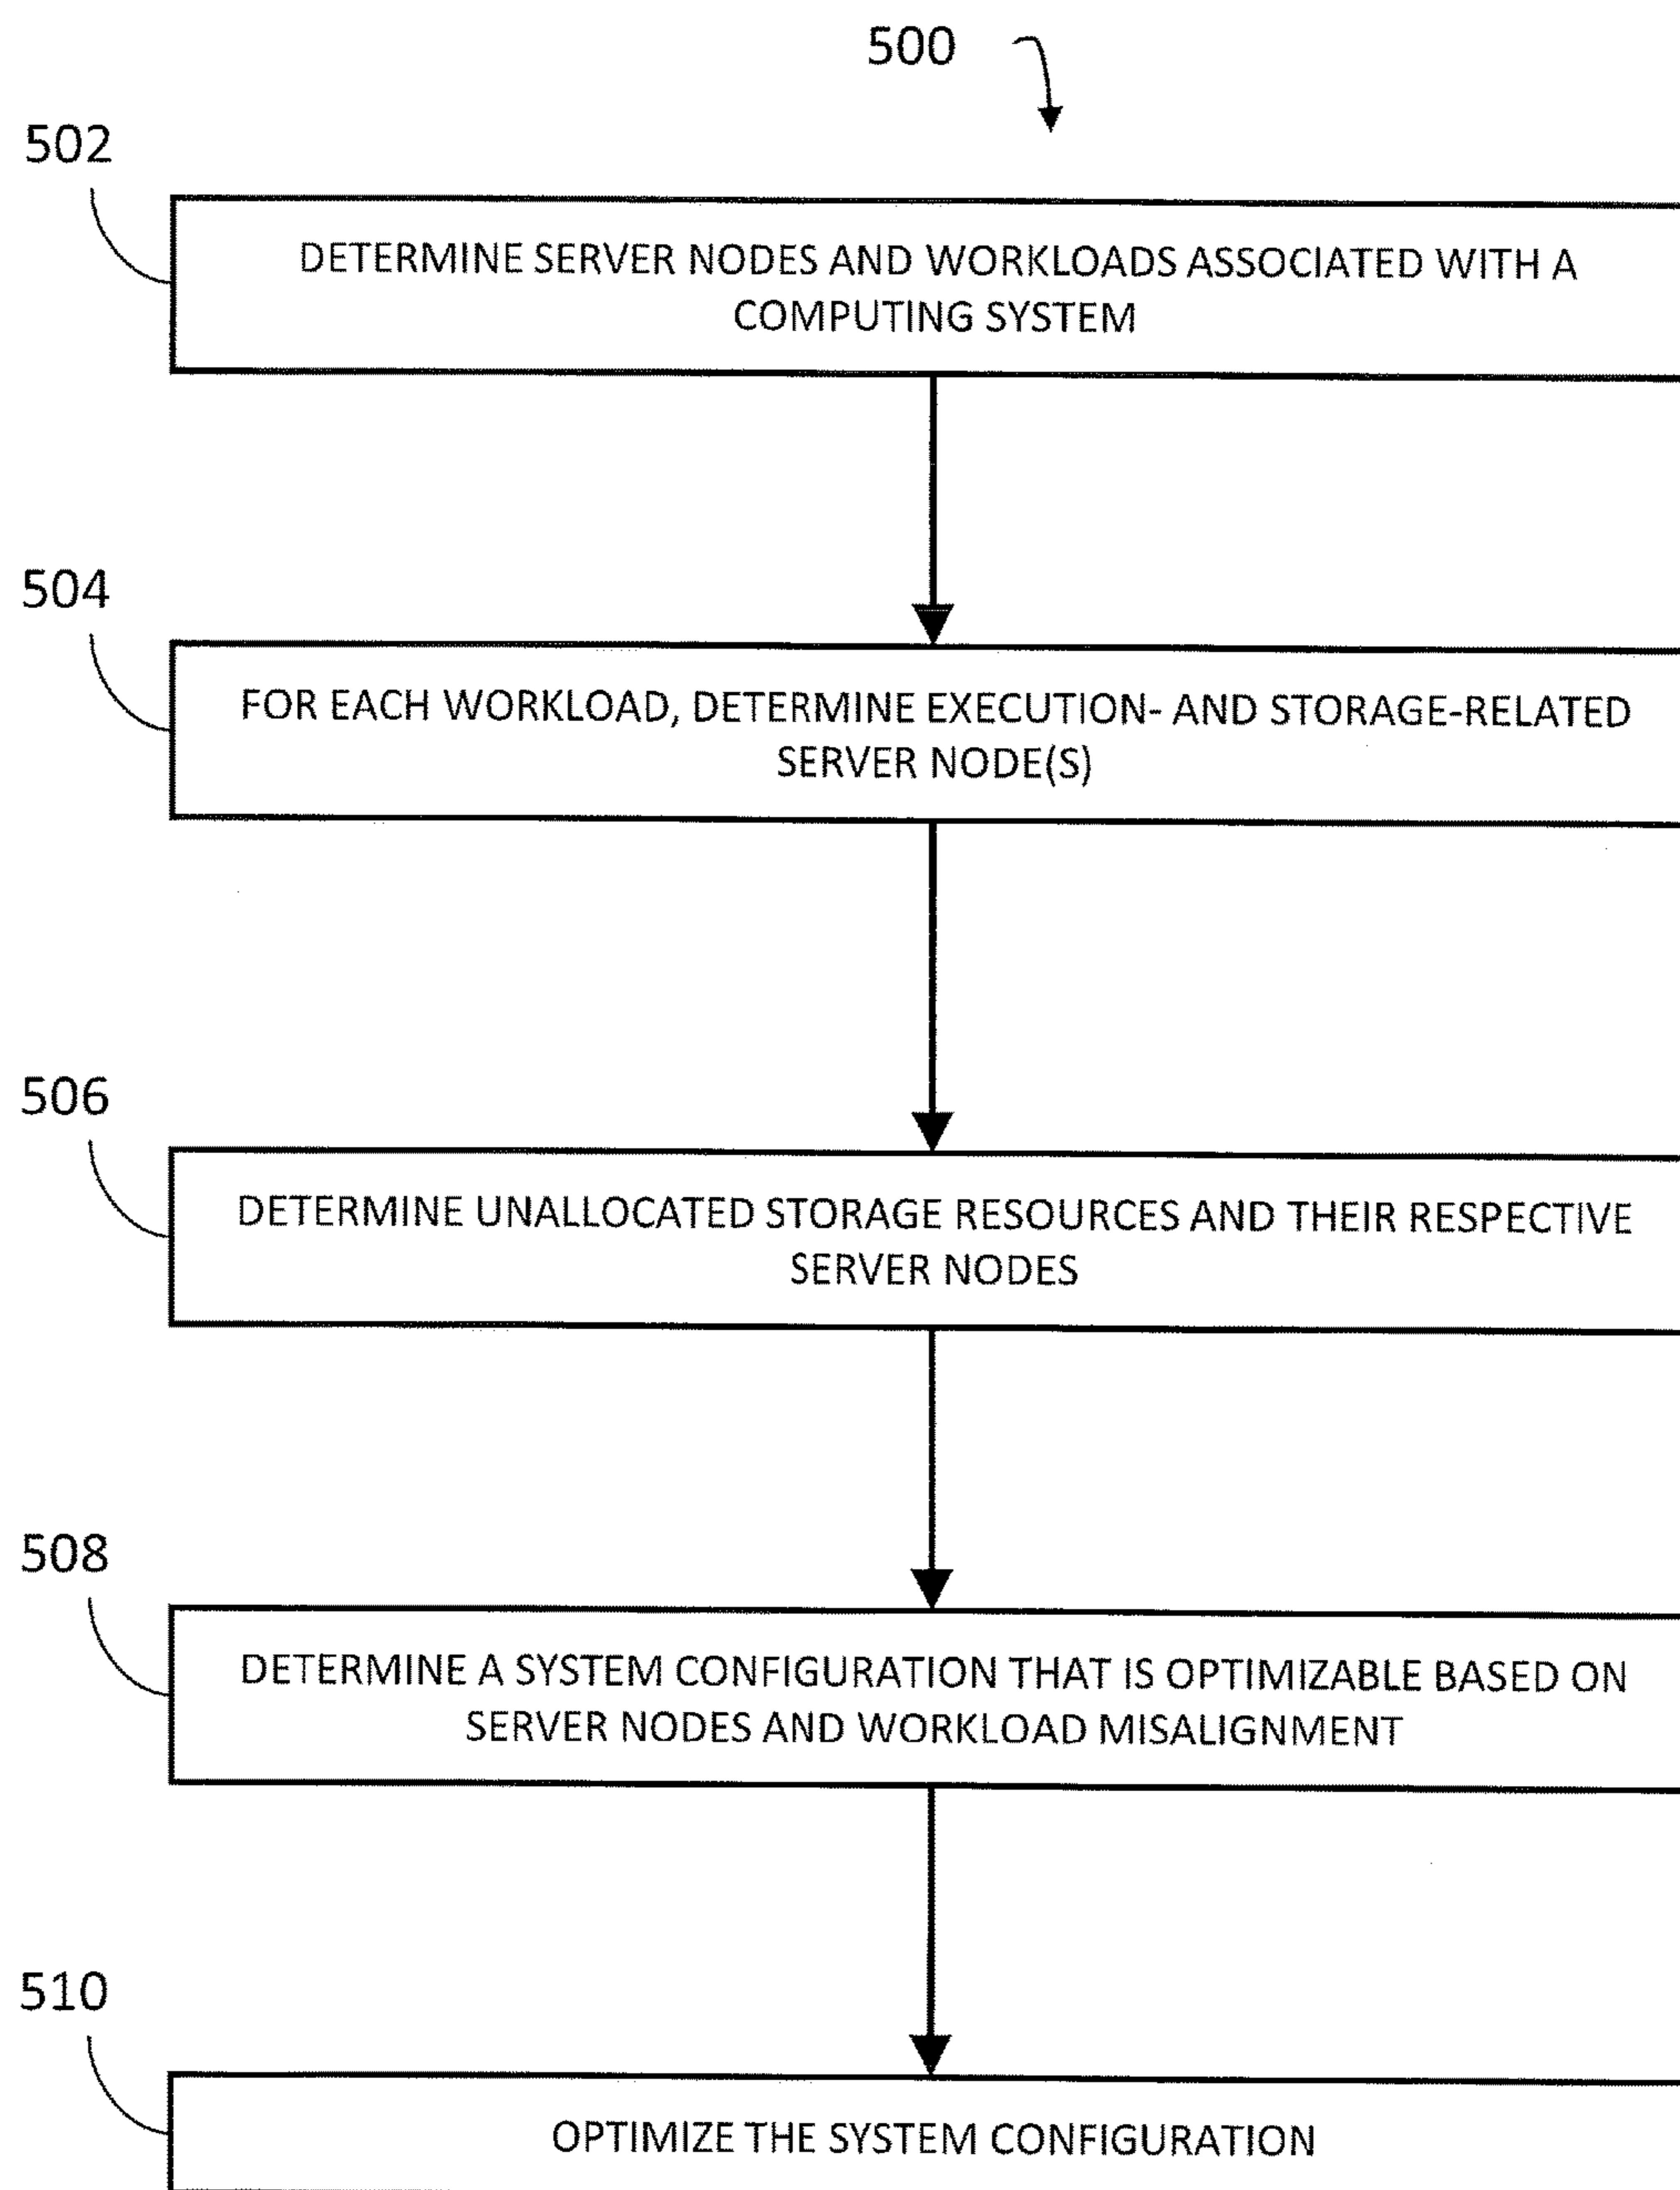 500
502
DETERMINE SERVER NODES AND WORKLOADS ASSOCIATED WITH A
COMPUTING SYSTEM
504
FOR EACH WORKLOAD, DETERMINE EXECUTION- AND STORAGE-RELATED
SERVER NODE(S)
506
DETERMINE UNALLOCATED STORAGE RESOURCES AND THEIR RESPECTIVE
SERVER NODES
508
DETERMINE A SYSTEM CONFIGURATION THAT IS OPTIMIZABLE BASED ON
SERVER NODES AND WORKLOAD MISALIGNMENT
510
OPTIMIZE THE SYSTEM CONFIGURATION